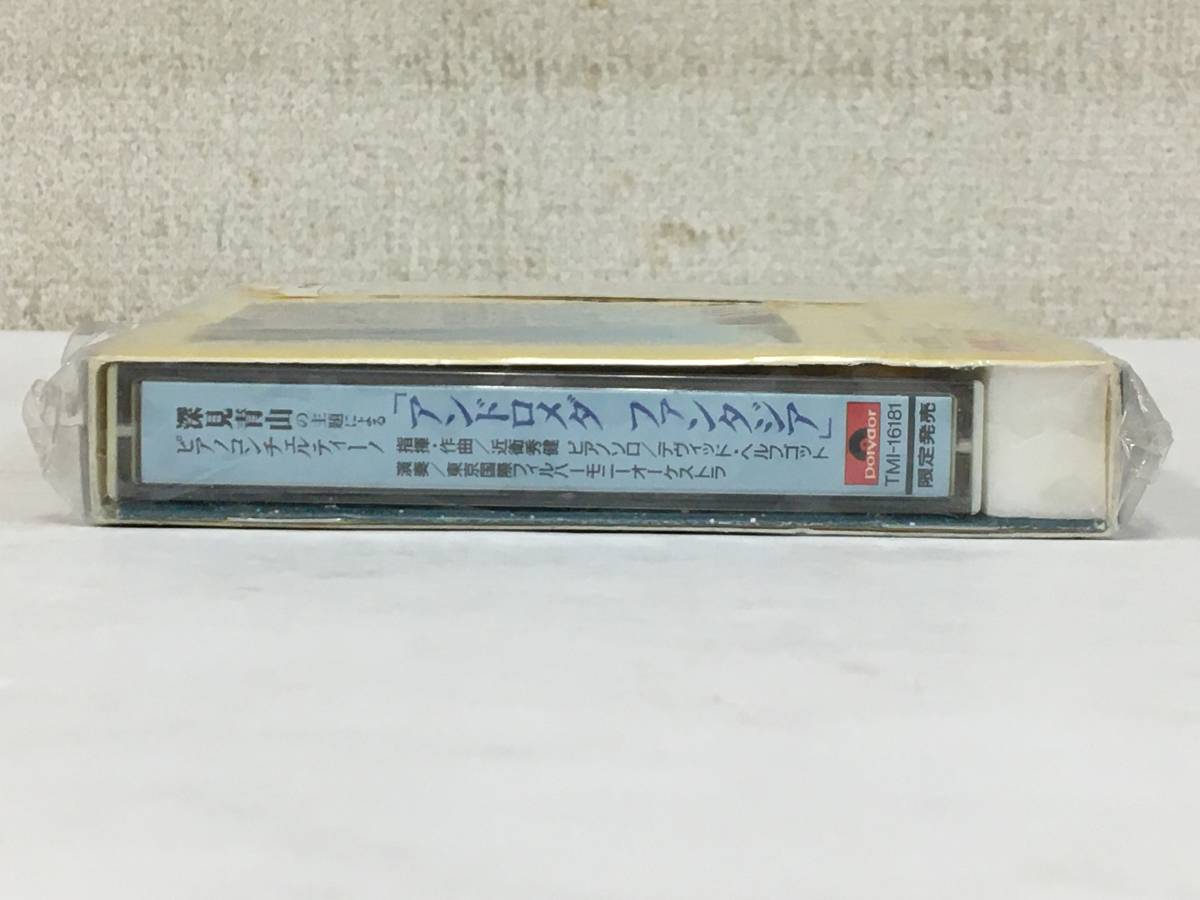 深見青山の主題による
ピアノコンチェルティーノ
「アンドロメダ ファンタジア」
指揮・作曲/近衛秀健 ピアノソロ/デヴィッド・ヘルフゴット
演奏/東京国際フィルハーモニーオーケストラ
polydor
TMI-16181
限定発売